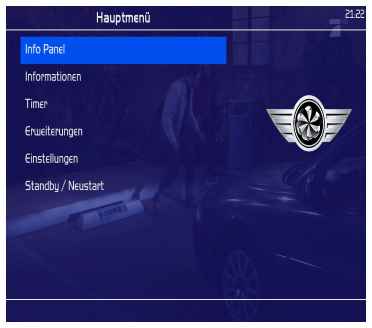 Hauptmenü
21:22
Info Panel
Informationen
Timer
Erweiterungen
Einstellungen
Standby / Neustart